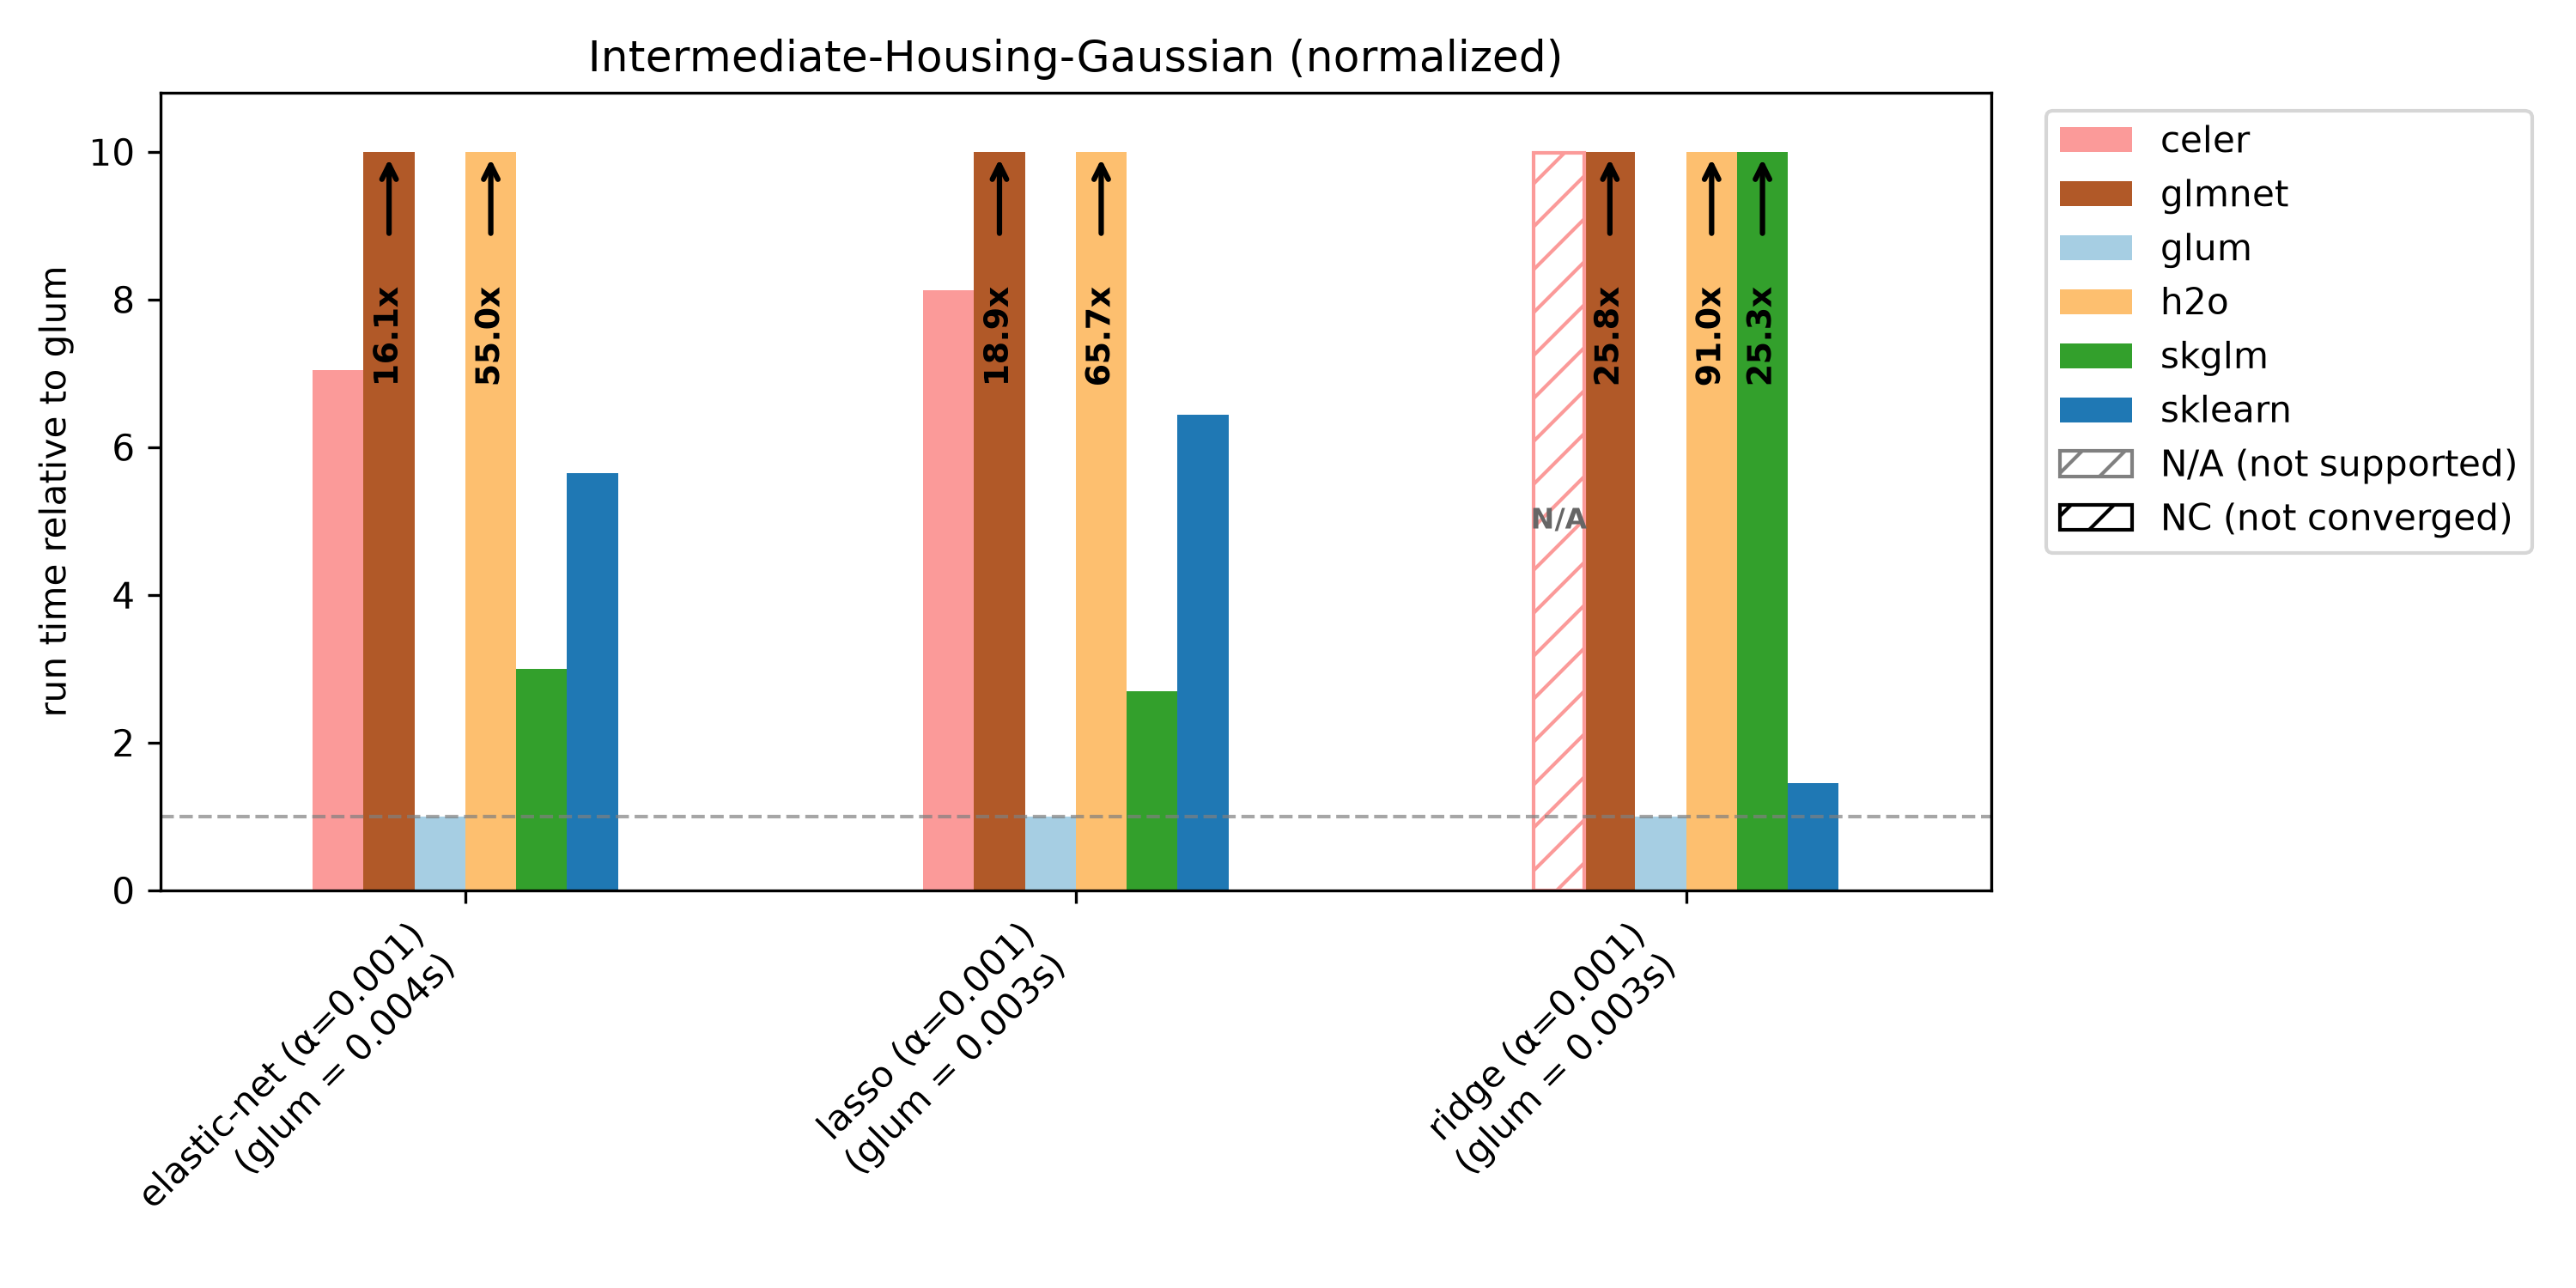 Intermediate-Housing-Gaussian (normalized)
run time relative to glum
10
8
6
4
2
0
16.1x
55.0x
18.9x
65.7x
N/A
25.8x
91.0x
25.3x
elastic-net (α=0.001)
(glum = 0.004s)
lasso (α=0.001)
(glum = 0.003s)
ridge (α=0.001)
(glum = 0.003s)
celer
glmnet
glum
h2o
skglm
sklearn
N/A (not supported)
NC (not converged)